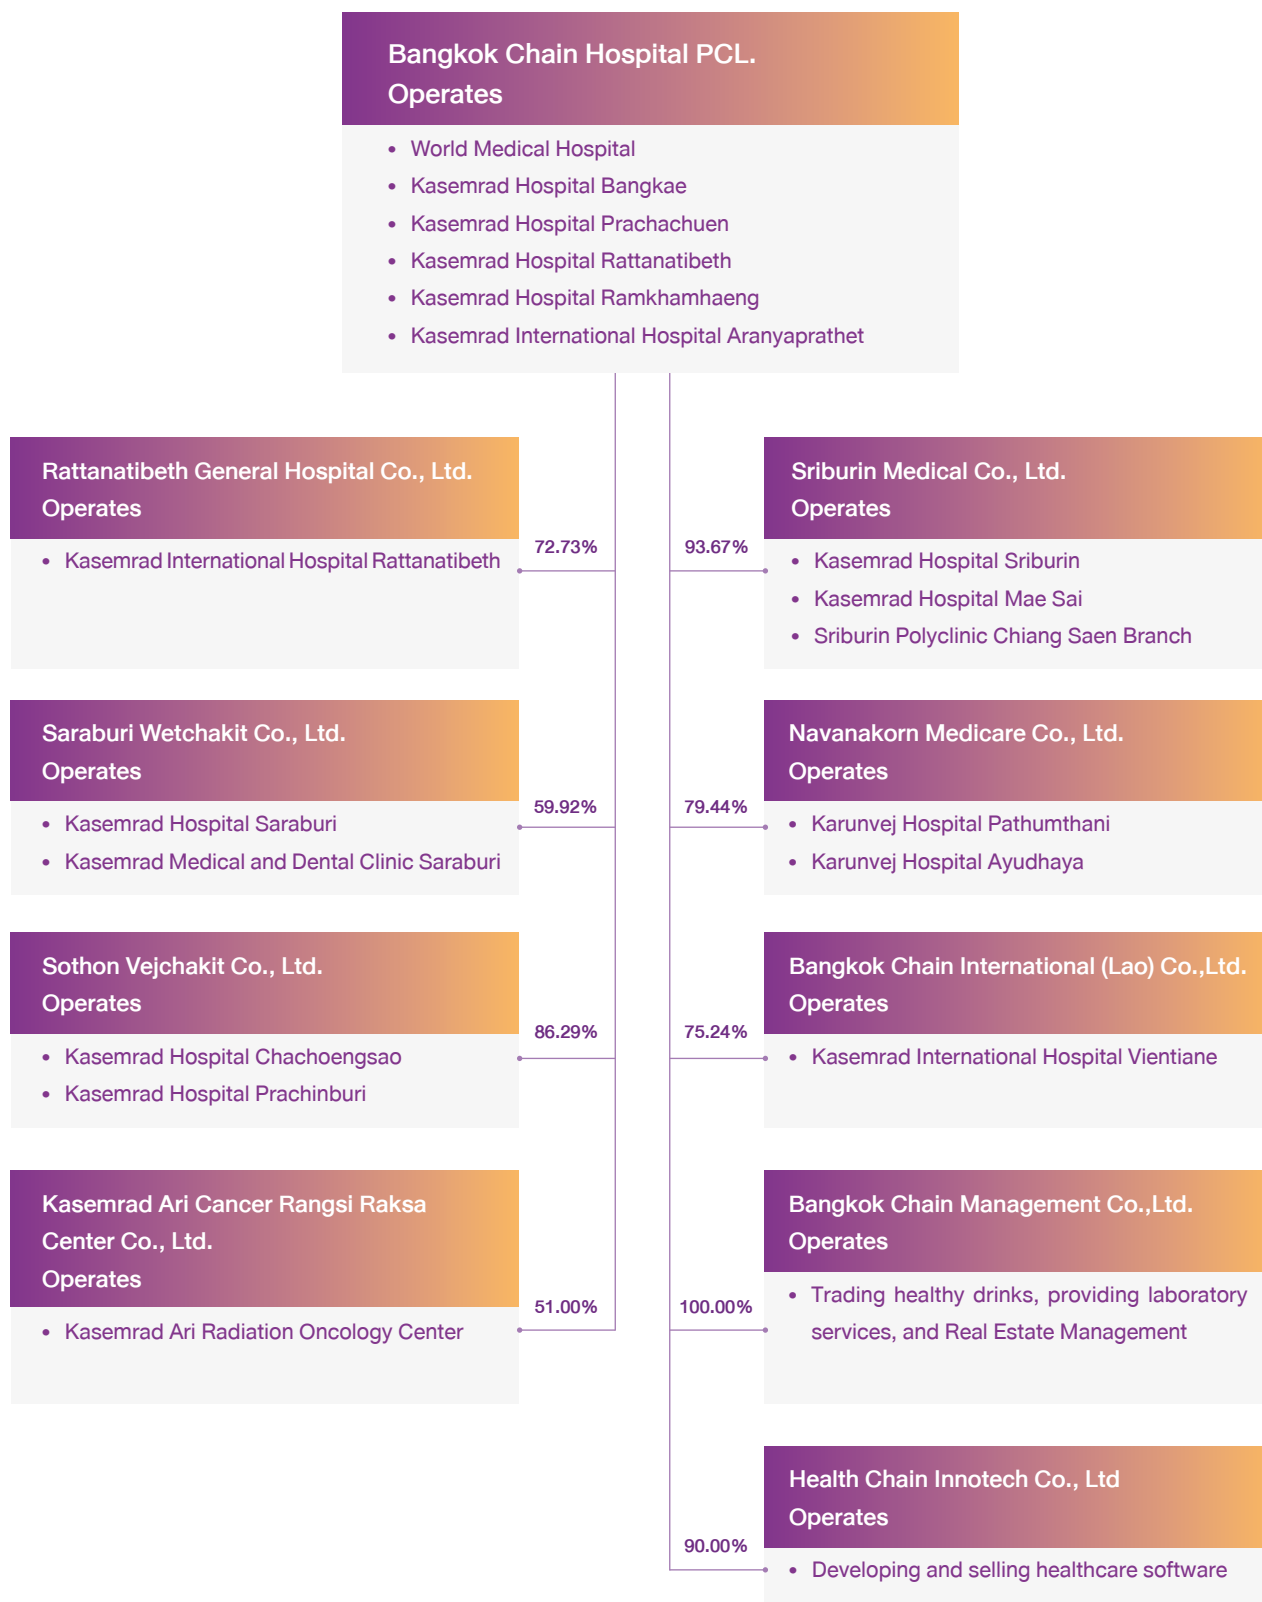 Bangkok Chain Hospital PCL.
Operates
• World Medical Hospital
• Kasemrad Hospital Bangkae
• Kasemrad Hospital Prachachuen
• Kasemrad Hospital Rattanatibeth
• Kasemrad Hospital Ramkhamhaeng
• Kasemrad International Hospital Aranyaprathet
Rattanatibeth General Hospital Co., Ltd.
Operates
• Kasemrad International Hospital Rattanatibeth
72.73%
Sriburin Medical Co., Ltd.
Operates
93.67%
• Kasemrad Hospital Sriburin
• Kasemrad Hospital Mae Sai
• Sriburin Polyclinic Chiang Saen Branch
Saraburi Wetchakit Co., Ltd.
Operates
• Kasemrad Hospital Saraburi
• Kasemrad Medical and Dental Clinic Saraburi
59.92%
Navanakorn Medicare Co., Ltd.
Operates
79.44%
• Karunvej Hospital Pathumthani
• Karunvej Hospital Ayudhaya
Sothon Vejchakit Co., Ltd.
Operates
• Kasemrad Hospital Chachoengsao
• Kasemrad Hospital Prachinburi
86.29%
Bangkok Chain International (Lao) Co.,Ltd.
Operates
75.24%
• Kasemrad International Hospital Vientiane
Kasemrad Ari Cancer Rangsi Raksa
Center Co., Ltd.
Operates
• Kasemrad Ari Radiation Oncology Center
51.00%
Bangkok Chain Management Co.,Ltd.
Operates
100.00%
• Trading healthy drinks, providing laboratory
services, and Real Estate Management
Health Chain Innotech Co., Ltd
Operates
90.00%
• Developing and selling healthcare software